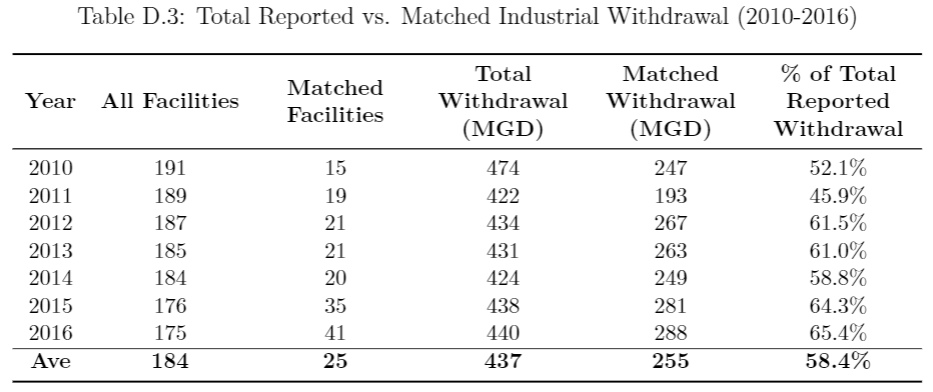 Table D.3: Total Reported vs. Matched Industrial Withdrawal (2010-2016)
Year All Facilities Matched Facilities Total Withdrawal (MGD) Matched Withdrawal (MGD) % of Total Reported Withdrawal
2010 191 15 474 247 52.1%
2011 189 19 422 193 45.9%
2012 187 21 434 267 61.5%
2013 185 21 431 263 61.0%
2014 184 20 424 249 58.8%
2015 176 35 438 281 64.3%
2016 175 41 440 288 65.4%
Ave 184 25 437 255 58.4%